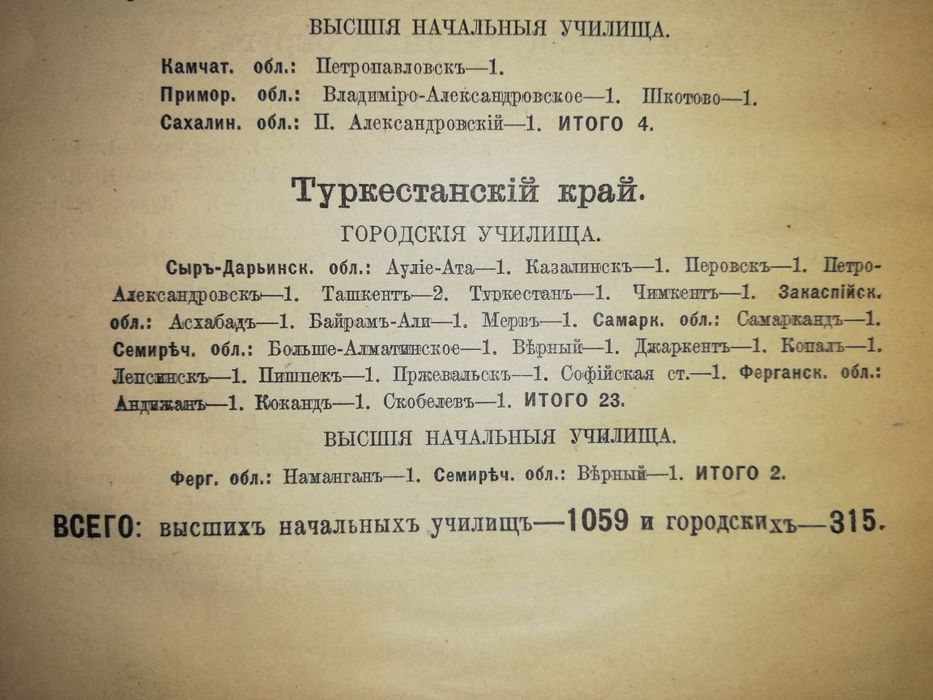 ВЫСШІЯ НАЧАЛЬНЫЯ УЧИЛИЩА.
Камчат. обл.: Петропавловскъ—1.
Примор. обл.: Владиміро-Александровское—1. Шкотово—1.
Сахалин. обл.: П. Александровскій—1. ИТОГО 4.
Туркестанскій край.
ГОРОДСКІЯ УЧИЛИЩА.
Сыръ-Дарьинск. обл.: Ауліе-Ата—1. Казалинскъ—1. Перовскъ—1. Петро-
Александровскъ—1. Ташкентъ—2. Туркестанъ—1. Чимкентъ—1. Закаспійск.
обл.: Асхабадъ—1. Байрамъ-Али—1. Мервъ—1. Самарк. обл.: Самаркандъ—1.
Семирѣч. обл.: Больше-Алматинское—1. Вѣрный—1. Джаркентъ—1. Копалъ—1.
Лепсинскъ—1. Пишпекъ—1. Пржевальскъ—1. Софійская ст.—1. Ферганск. обл.:
Андижанъ—1. Кокандъ—1. Скобелевъ—1. ИТОГО 23.
ВЫСШІЯ НАЧАЛЬНЫЯ УЧИЛИЩА.
Ферг. обл.: Наманганъ—1. Семирѣч. обл.: Вѣрный—1. ИТОГО 2.
ВСЕГО: высшихъ начальныхъ училищъ—1059 и городскихъ—315.